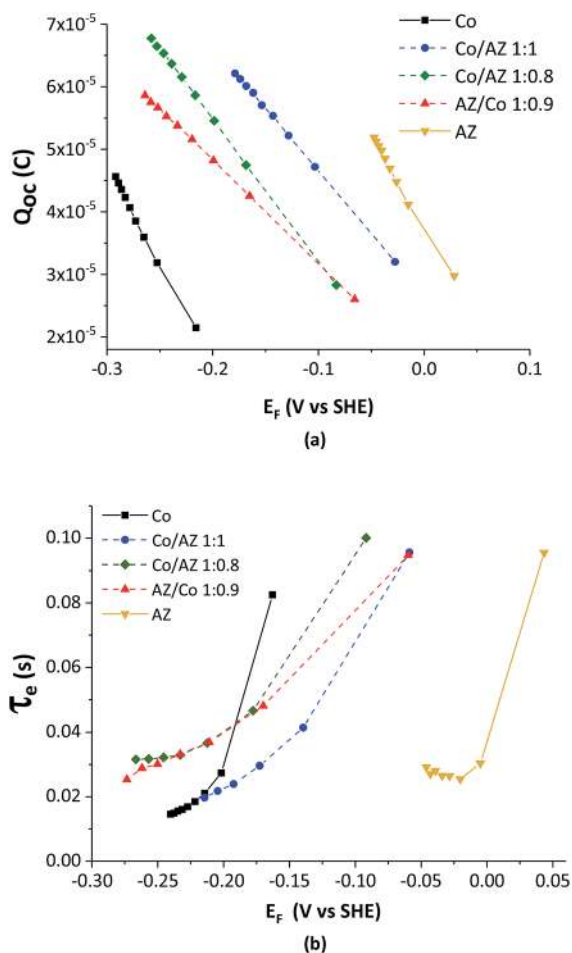 7x10⁻⁵
6x10⁻⁵
5x10⁻⁵
4x10⁻⁵
3x10⁻⁵
2x10⁻⁵
Q_OC (C)
Co
Co/AZ 1:1
Co/AZ 1:0.8
AZ/Co 1:0.9
AZ
-0.3 -0.2 -0.1 0.0 0.1
E_F (V vs SHE)
(a)
0.10
0.08
0.06
0.04
0.02
0.00
τ_e (s)
Co
Co/AZ 1:1
Co/AZ 1:0.8
AZ/Co 1:0.9
AZ
-0.30 -0.25 -0.20 -0.15 -0.10 -0.05 0.00 0.05
E_F (V vs SHE)
(b)